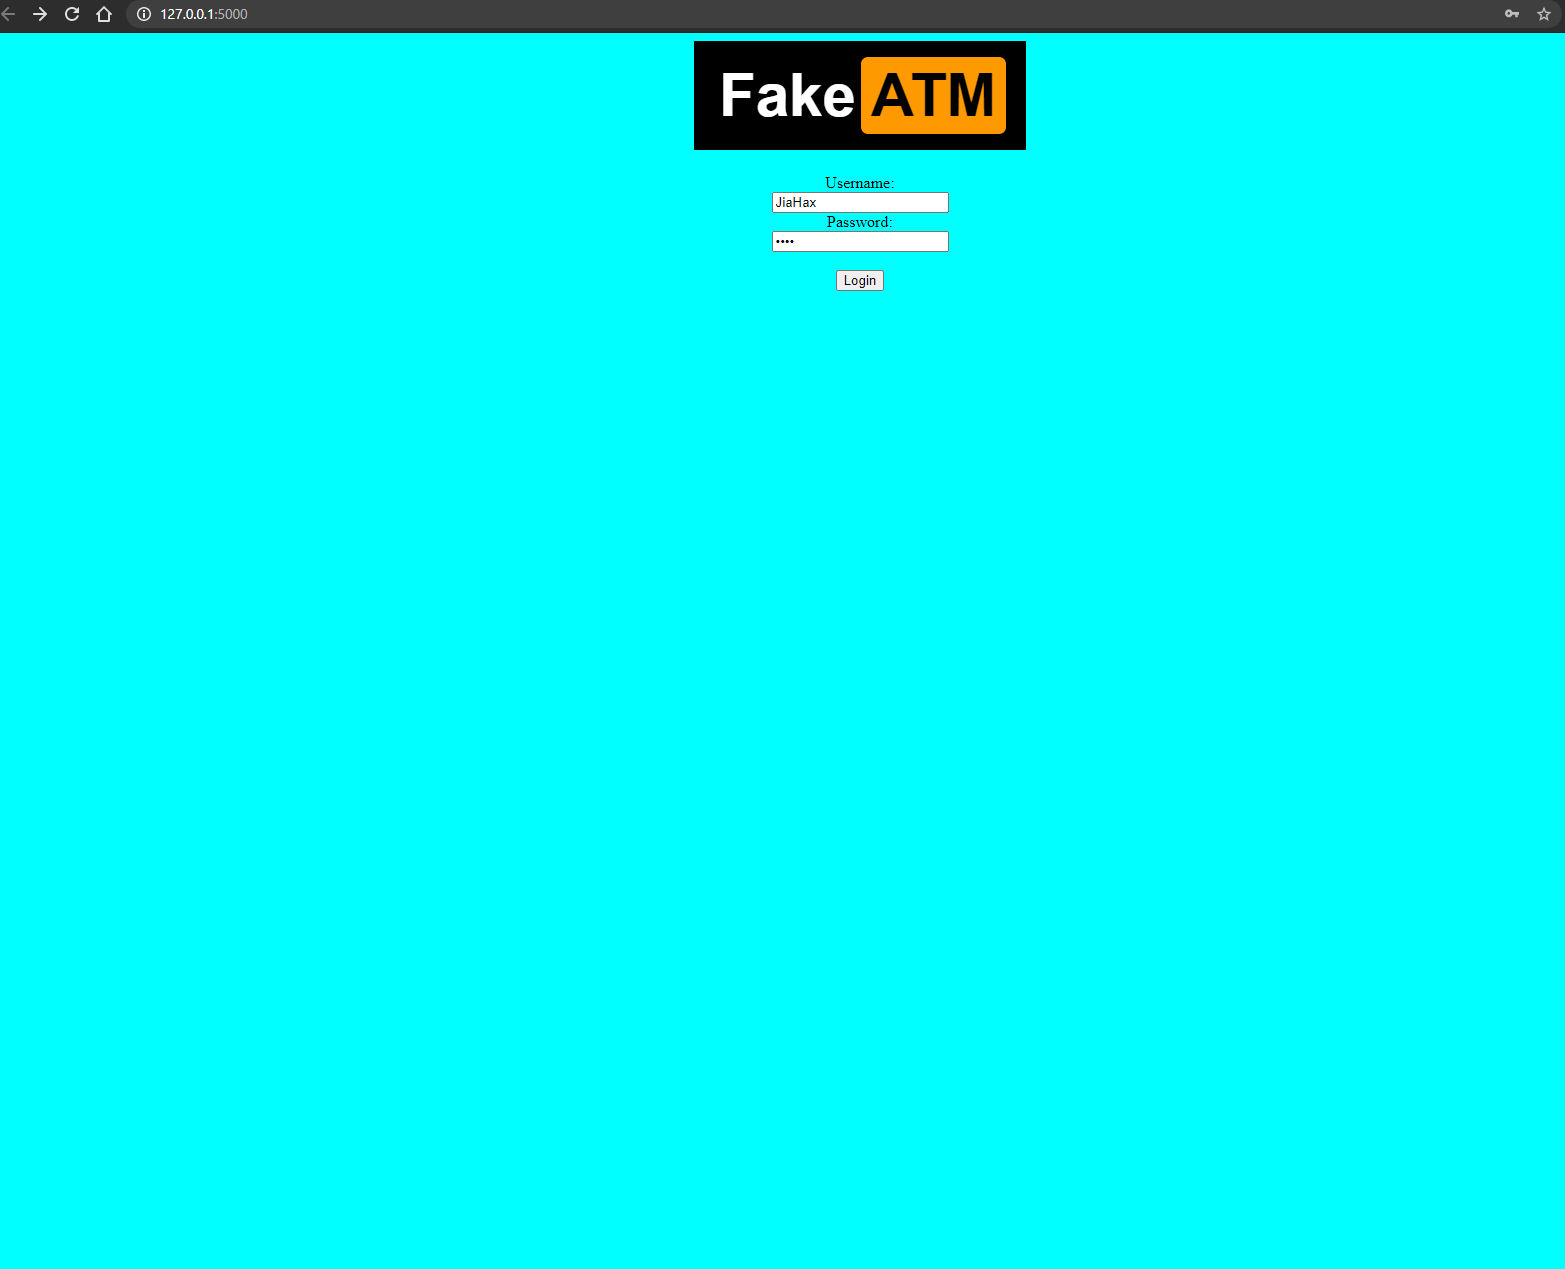 127.0.0.1:5000
Fake ATM
Username:
JiaHax
Password:
••••
Login